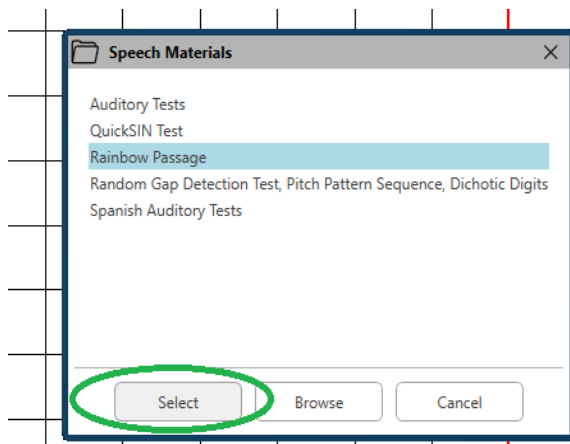 Speech Materials
Auditory Tests
QuickSIN Test
Rainbow Passage
Random Gap Detection Test, Pitch Pattern Sequence, Dichotic Digits
Spanish Auditory Tests
Select Browse Cancel